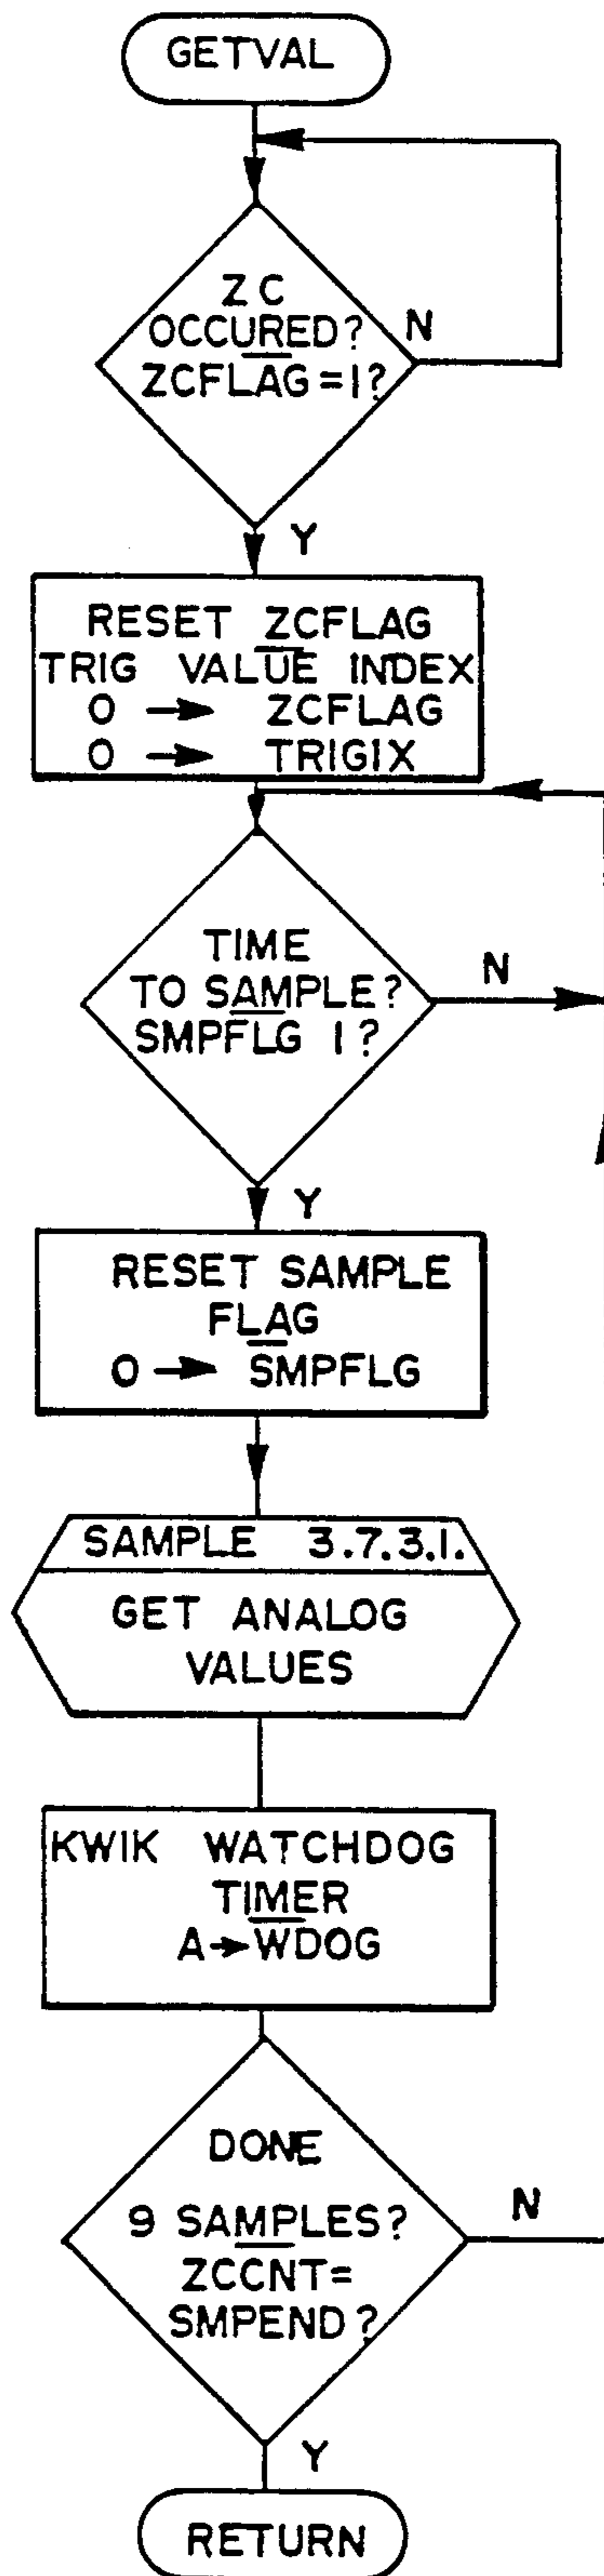 GETVAL
ZC
OCCURED?
N
ZCFLAG=1?
Y
RESET ZCFLAG
TRIG VALUE INDEX
0 → ZCFLAG
0 → TRIGIX
TIME
N
TO SAMPLE?
SMPFLG 1?
Y
RESET SAMPLE
FLAG
0 → SMPFLG
SAMPLE 3.7.3.1.
GET ANALOG
VALUES
KWIK WATCHDOG
TIMER
A→WDOG
DONE
N
9 SAMPLES?
ZCCNT=
SMPEND?
Y
RETURN